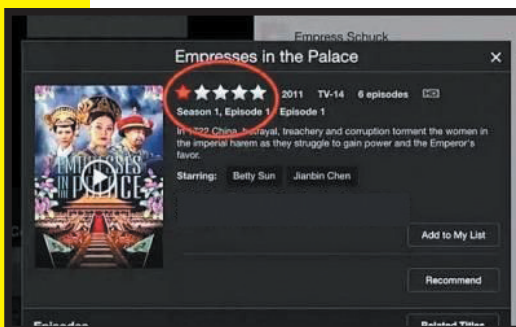 Empress Schuck
Empresses in the Palace ×
2011 TV-14 6 episodes HD
Season 1, Episode 1 Episode 1
In 1722 China, betrayal, treachery and corruption torment the women in
the imperial harem as they struggle to gain power and the Emperor's
favor.
EMPRESSES
IN THE PALACE
Starring: Betty Sun Jianbin Chen
Add to My List
Recommend
Episodes Related Titles